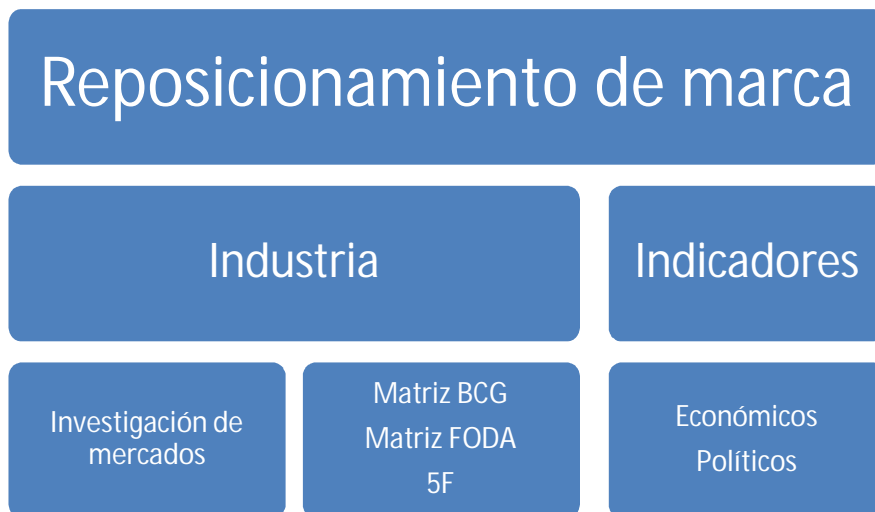 Reposicionamiento de marca
Industria
Indicadores
Investigación de
mercados
Matriz BCG
Matriz FODA
5F
Económicos
Políticos